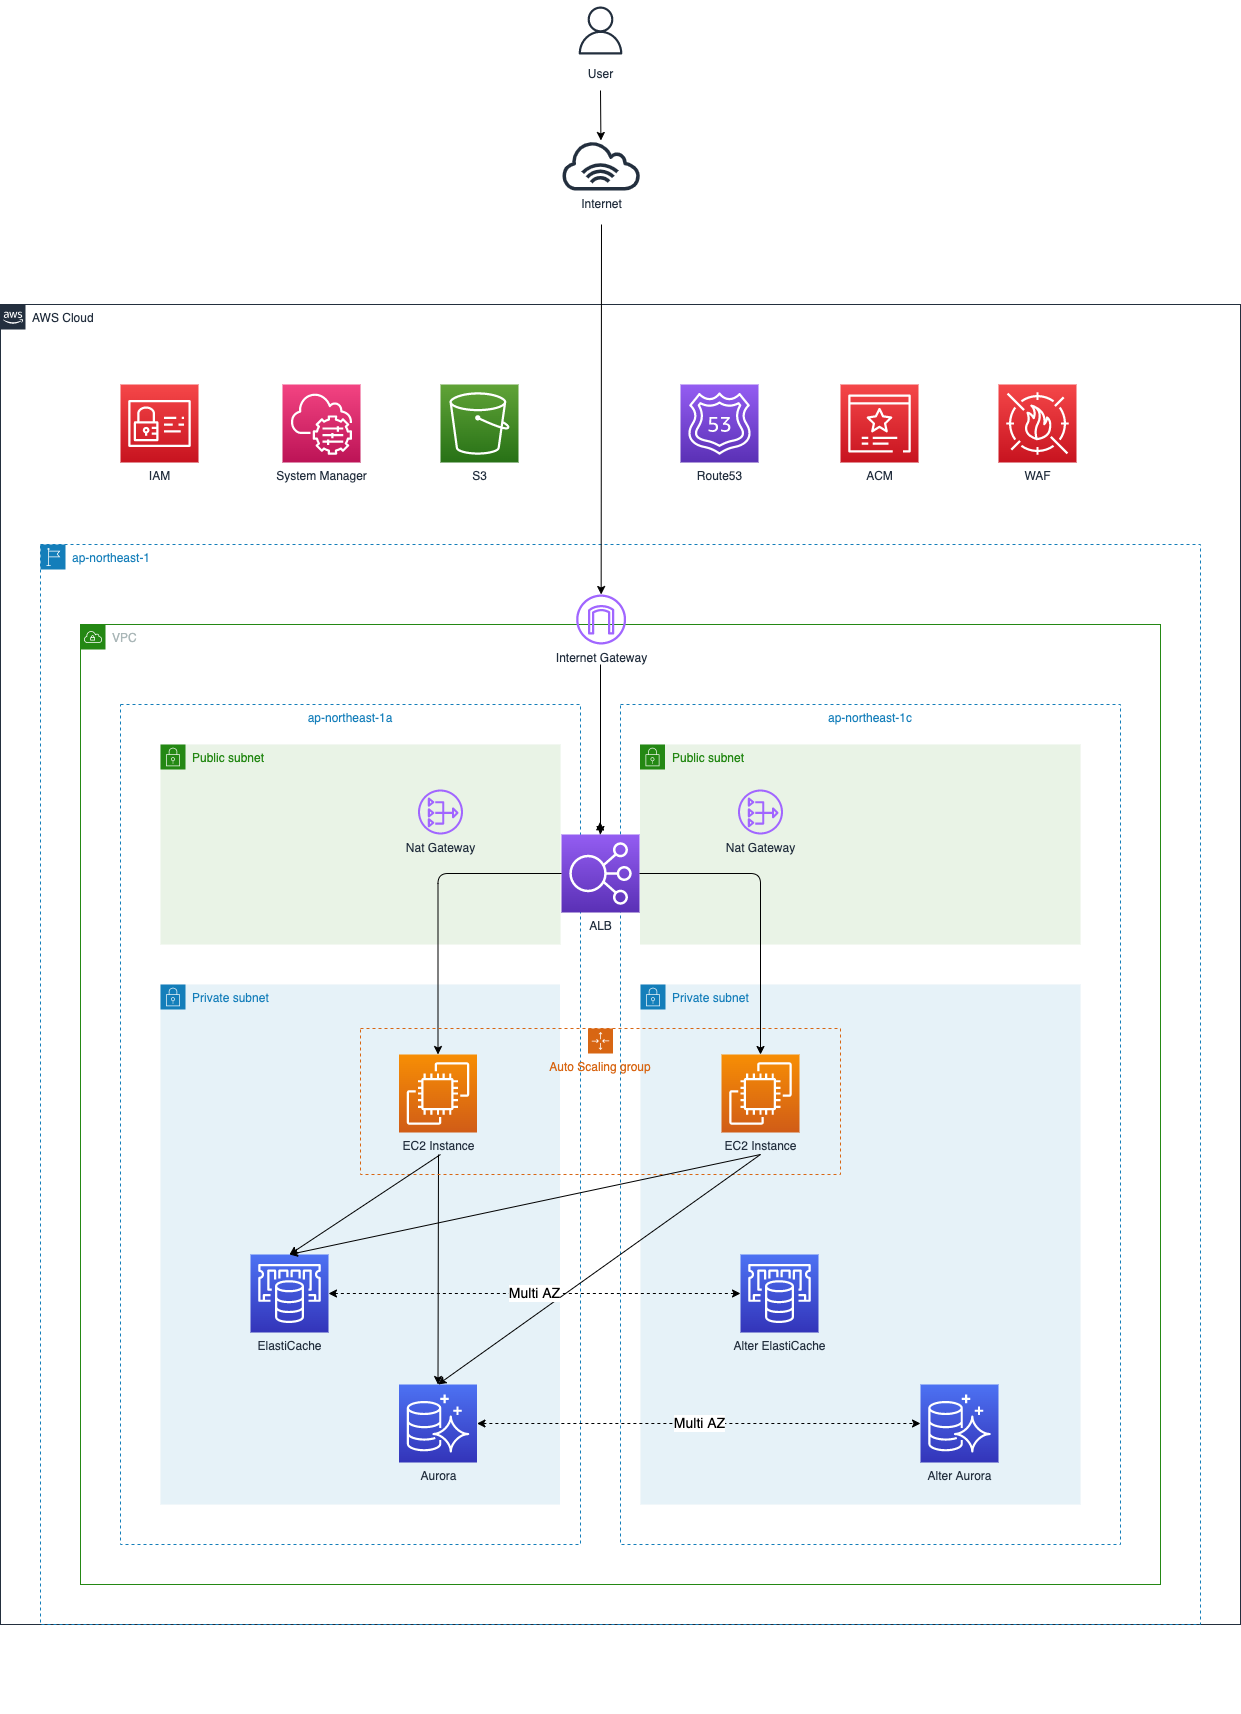 User
Internet
aws
AWS Cloud
53
IAM
System Manager
S3
Route53
ACM
WAF
ap-northeast-1
VPC
Internet Gateway
ap-northeast-1a
ap-northeast-1c
Public subnet
Public subnet
Nat Gateway
Nat Gateway
ALB
Private subnet
Private subnet
Auto Scaling group
EC2 Instance
EC2 Instance
Multi AZ
ElastiCache
Alter ElastiCache
Multi AZ
Aurora
Alter Aurora